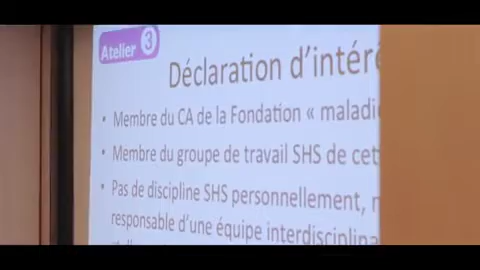 Atelier 3
Déclaration d'intérê
• Membre du CA de la Fondation « maladi
• Membre du groupe de travail SHS de cet
• Pas de discipline SHS personnellement,
responsable d'une équipe interdisciplina